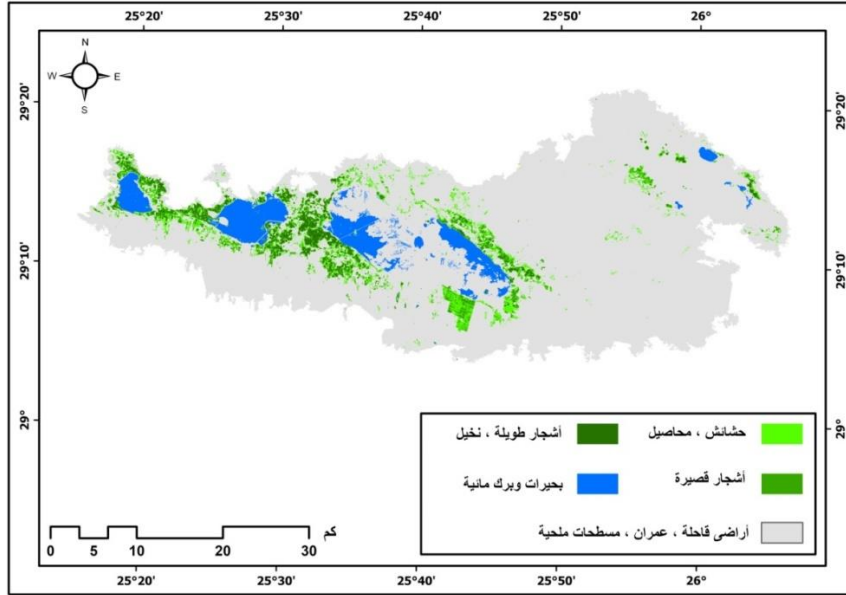 25°20' 25°30' 25°40' 25°50' 26°
N
W E
S
29°20' 29°20'
29°10' 29°10'
29° 29°
حشائش ، محاصيل أشجار طويلة ، نخيل
أشجار قصيرة بحيرات وبرك مائية
أراضى قاحلة ، عمران ، مسطحات ملحية
كم
0 5 10 20 30
25°20' 25°30' 25°40' 25°50' 26°